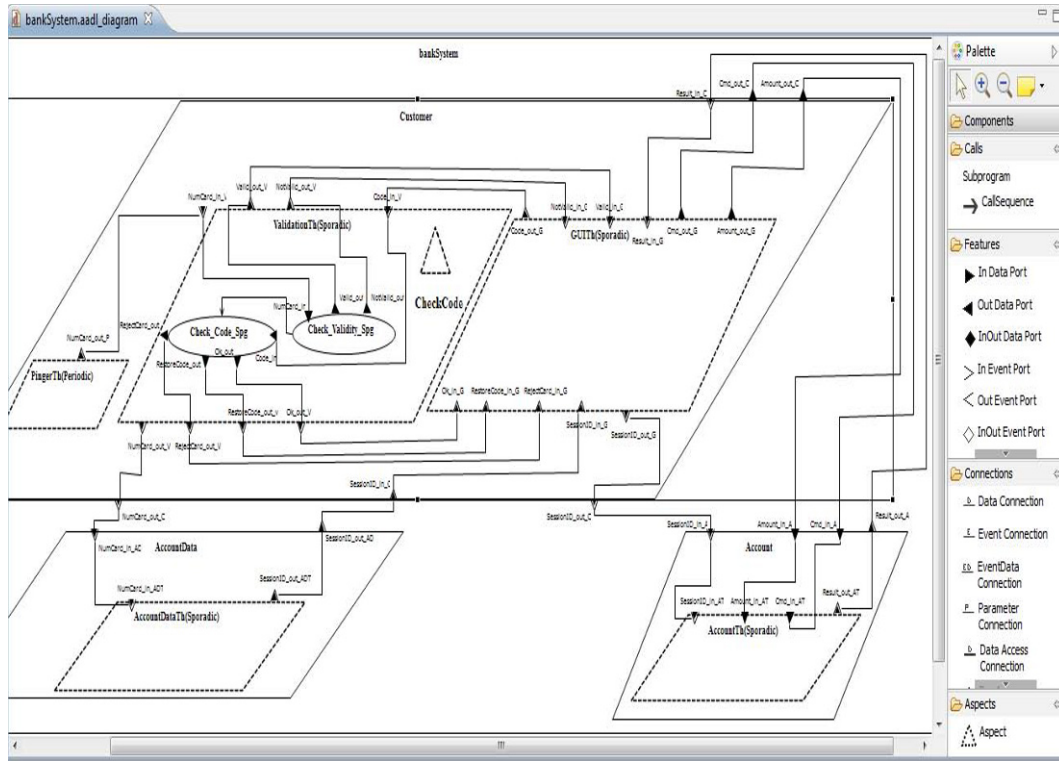 bankSystem.aadl_diagram
bankSystem
Palette
Result_in_C
Cmd_out_C
Amount_out_C
Components
Customer
Calls
Subprogram
CallSequence
NumCard_in_V
Valid_out_V
NotValid_out_V
Code_in_V
NotValid_in_G
Valid_in_G
Code_out_G
Result_in_G
Cmd_out_G
Amount_out_G
ValidationTh(Sporadic)
GUITh(Sporadic)
Features
In Data Port
Out Data Port
InOut Data Port
In Event Port
Out Event Port
InOut Event Port
CheckCode
NumCard_in
Valid_out
NotValid_out
RejectCard_out
Check_Code_Spg
Check_Validity_Spg
NumCard_out_P
Ok_out
RestoreCode_out
Code_in
PingerTh(Periodic)
Ok_in_G
RestoreCode_in_G
RejectCard_in_G
SessionID_in_G
SessionID_out_G
NumCard_out_V
RejectCard_out_V
RestoreCode_out_v
Ok_out_V
Connections
Data Connection
Event Connection
EventData
Connection
Parameter
Connection
Data Access
Connection
SessionID_in_C
NumCard_out_C
SessionID_out_C
SessionID_in_A
Amount_in_A
Cmd_in_A
Result_out_A
NumCard_in_AD
AccountData
SessionID_out_AD
Account
NumCard_in_ADT
SessionID_out_ADT
AccountDataTh(Sporadic)
SessionID_in_AT
Amount_in_AT
Cmd_in_AT
Result_out_AT
AccountTh(Sporadic)
Aspects
Aspect